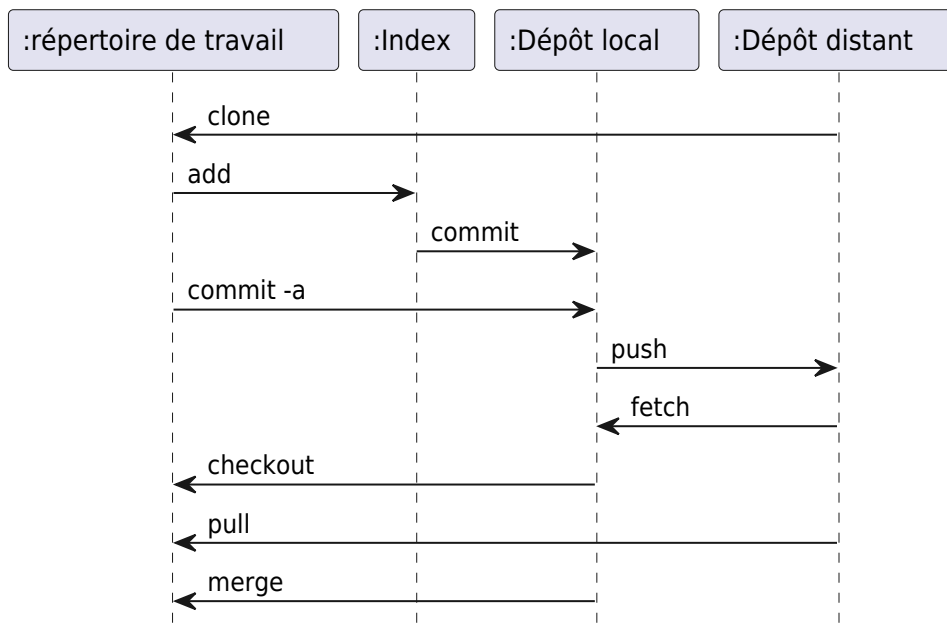 :répertoire de travail
:Index
:Dépôt local
:Dépôt distant
clone
add
commit
commit -a
push
fetch
checkout
pull
merge